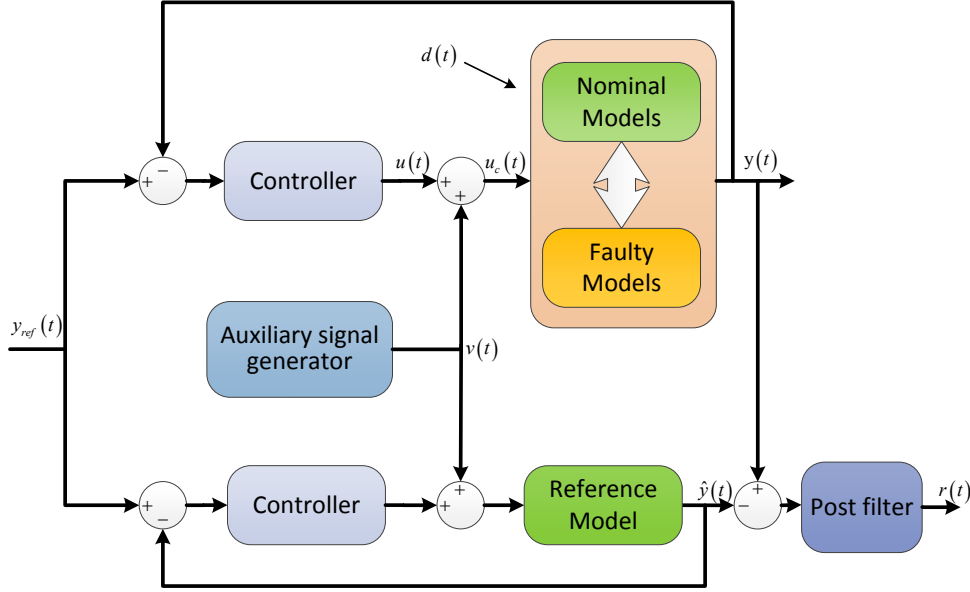 d(t)
Nominal
Models
−
+
Controller
u(t)
+
+
u_c(t)
y(t)
Faulty
Models
y_ref(t)
Auxiliary signal
generator
v(t)
+
−
Controller
+
+
Reference
Model
ŷ(t)
+
−
Post filter
r(t)